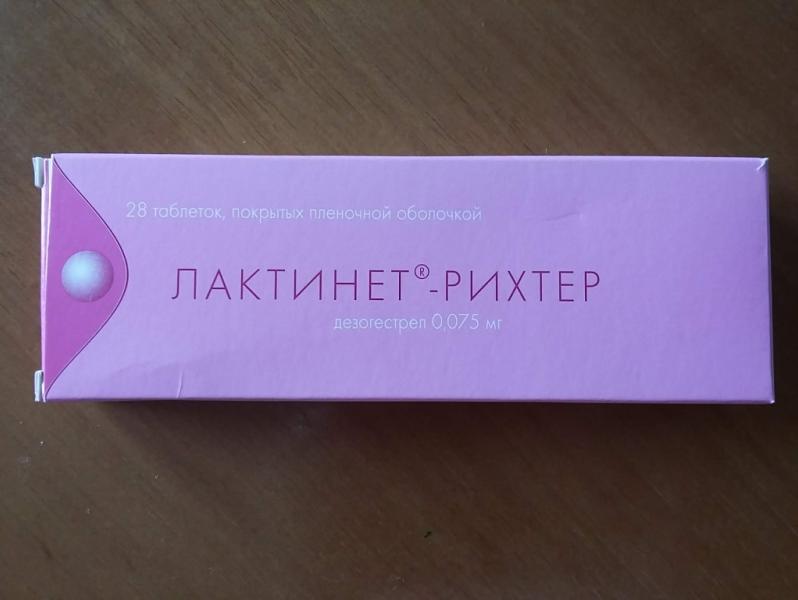 28 таблеток, покрытых пленочной оболочкой
ЛАКТИНЕТ®-РИХТЕР
дезогестрел 0,075 мг